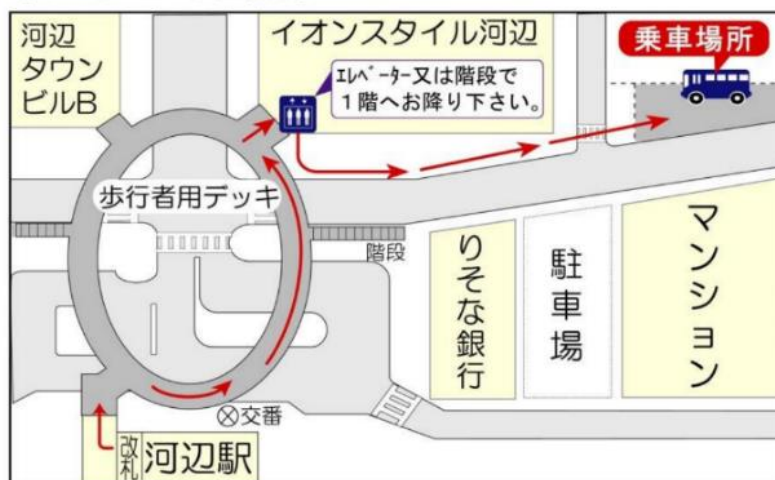 河辺
タウン
ビルB
イオンスタイル河辺
乗車場所
ｴﾚﾍﾞｰﾀｰ又は階段で
1階へお降り下さい。
歩行者用デッキ
階段
りそな銀行
駐車場
マンション
交番
改札
河辺駅